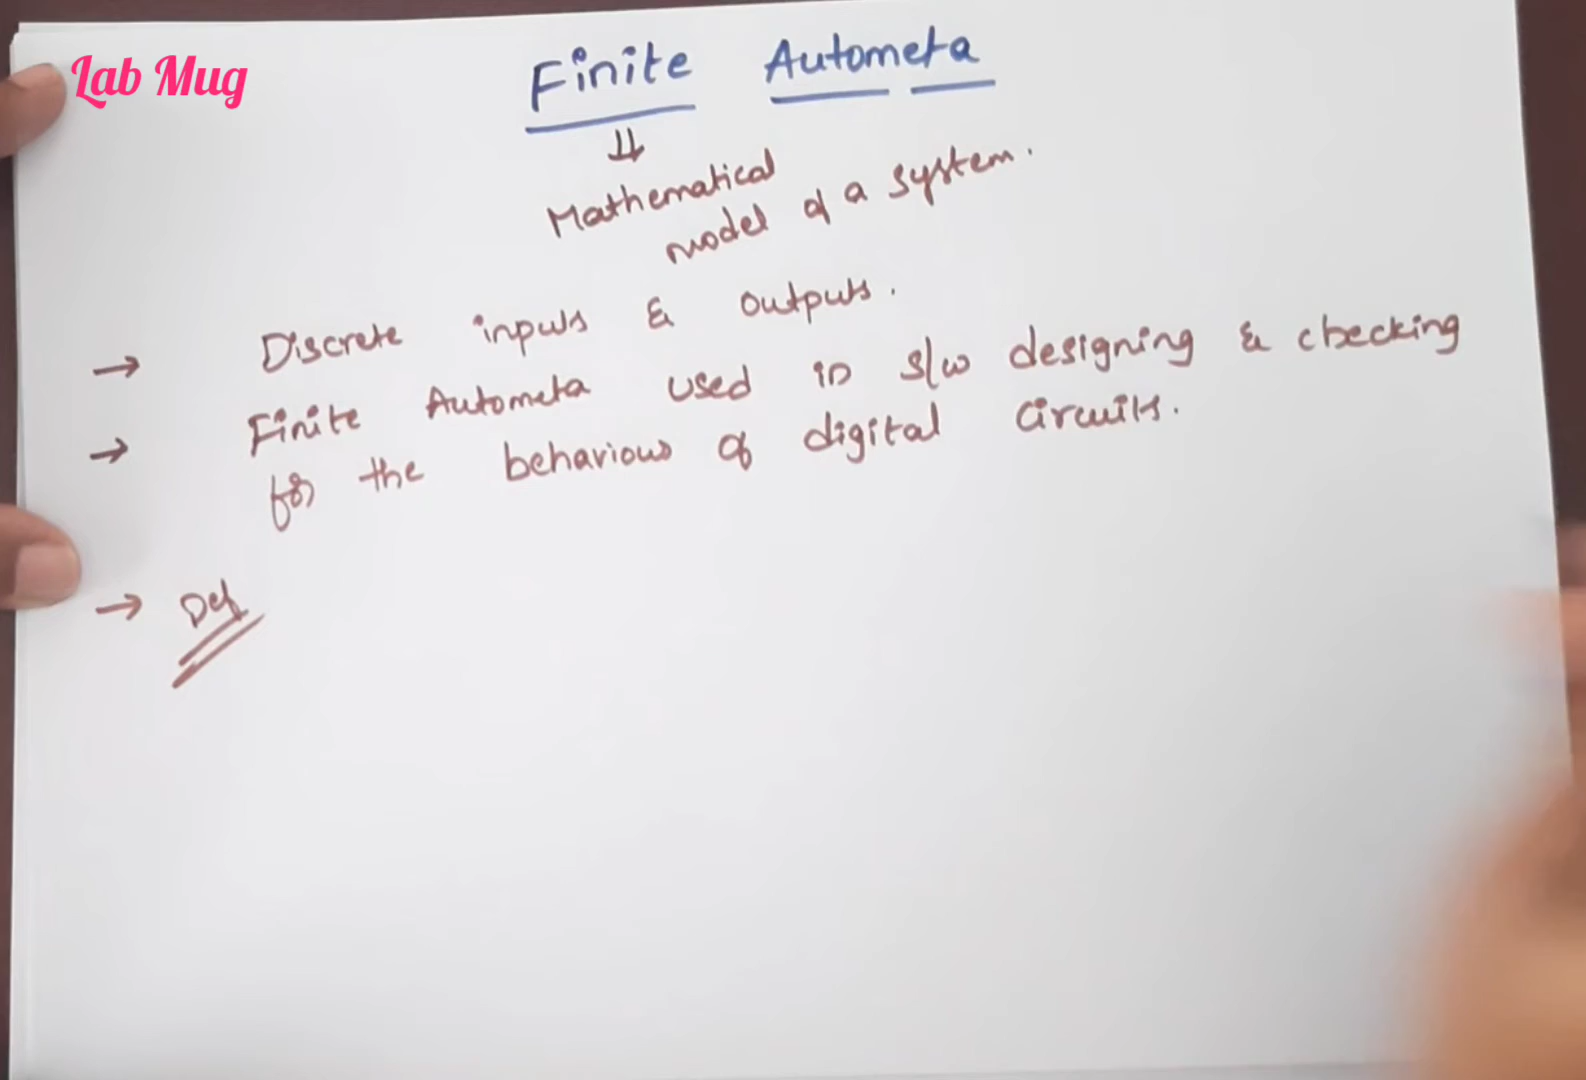 Lab Mug
Finite Autometa
Mathematical
model of a system.
→ Discrete inputs & outputs.
→ Finite Autometa used in s/w designing & checking
for the behaviour of digital circuits.
→ Def